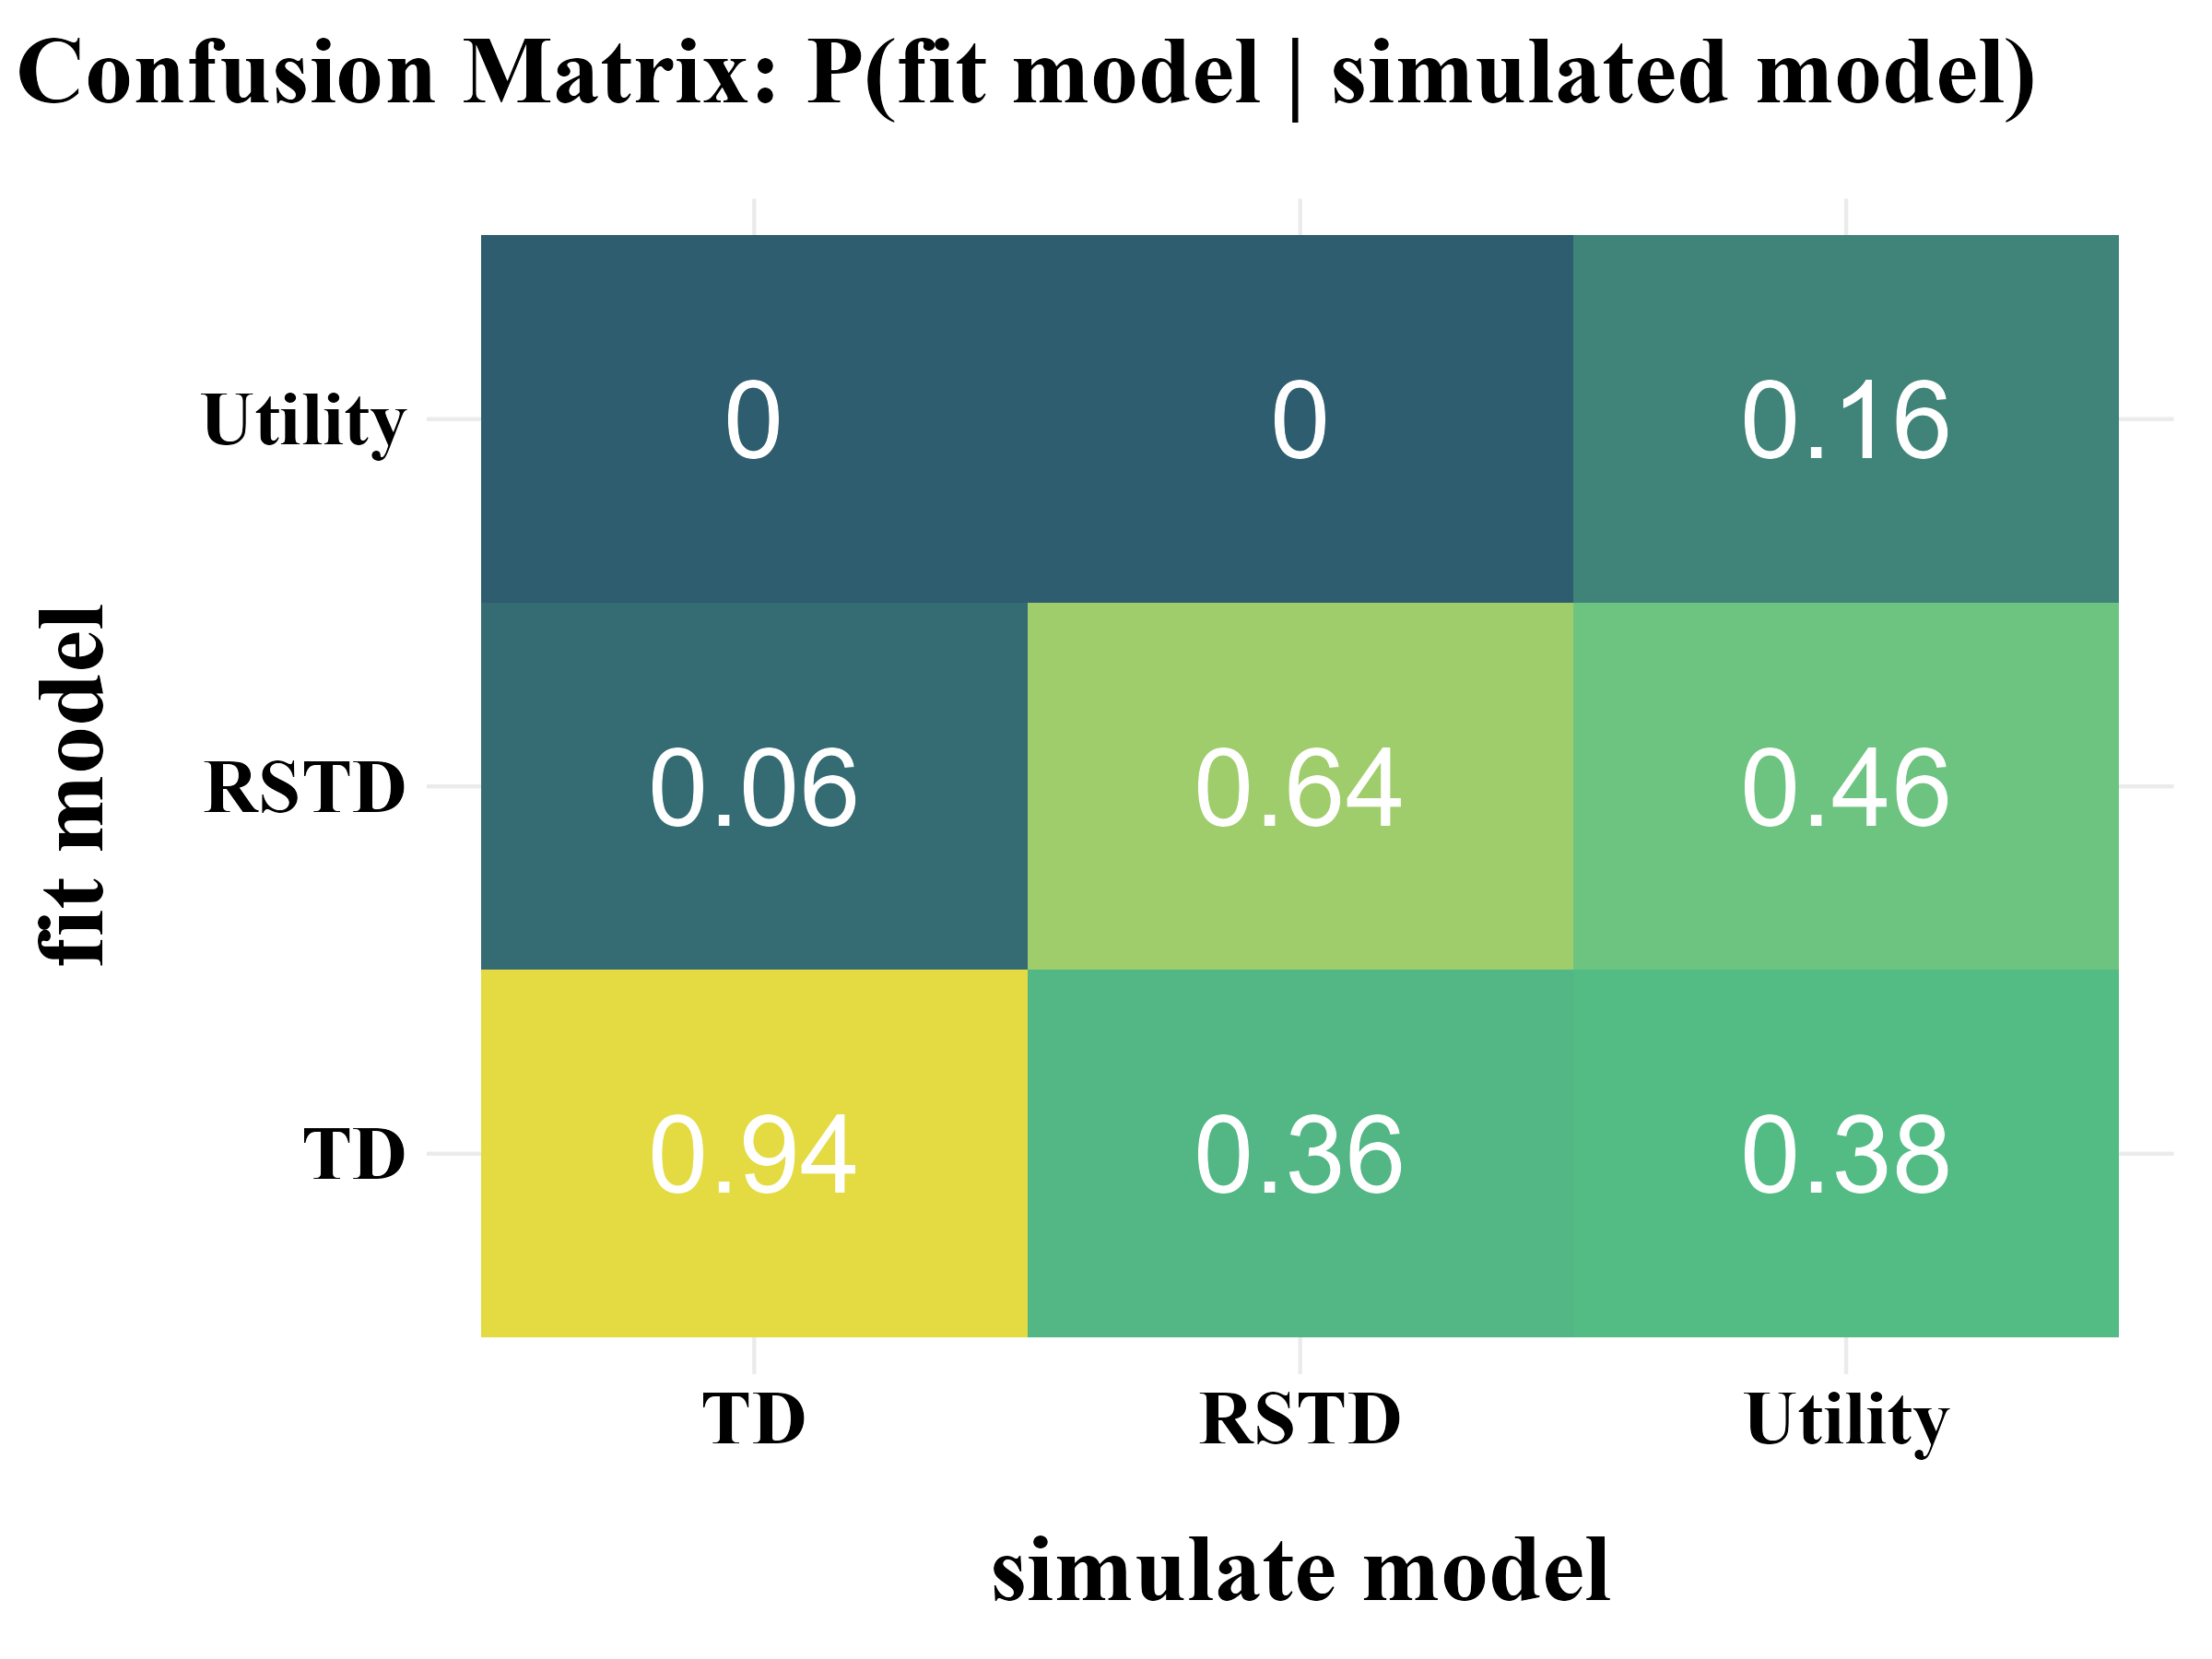 Confusion Matrix: P(fit model | simulated model)
Utility 0 0 0.16
fit model
RSTD 0.06 0.64 0.46
TD 0.94 0.36 0.38
TD RSTD Utility
simulate model